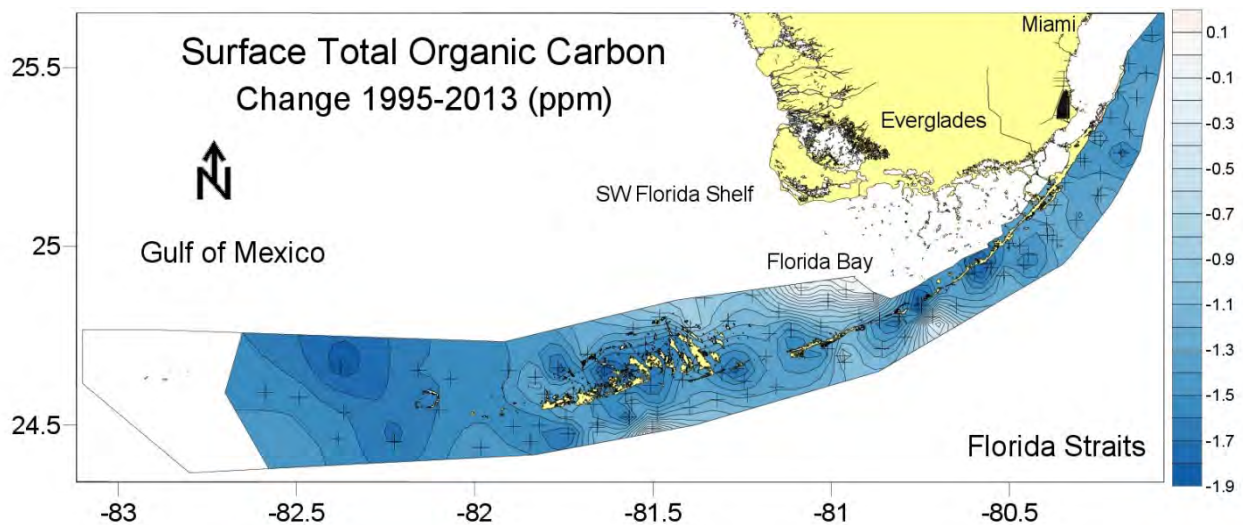 Surface Total Organic Carbon
Change 1995-2013 (ppm)
N
Miami
Everglades
SW Florida Shelf
Gulf of Mexico
Florida Bay
Florida Straits
25.5
25
24.5
-83
-82.5
-82
-81.5
-81
-80.5
0.1
-0.1
-0.3
-0.5
-0.7
-0.9
-1.1
-1.3
-1.5
-1.7
-1.9